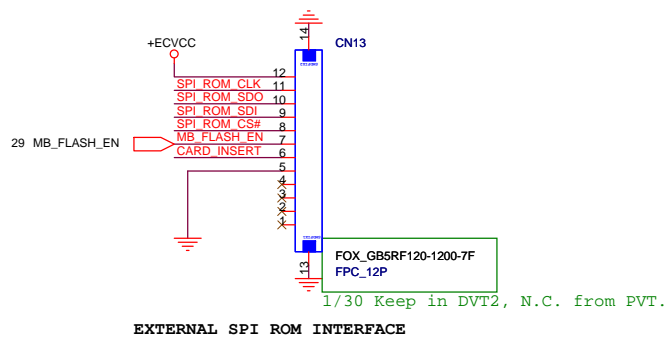 14
CN13
+ECVCC
12
SPI_ROM_CLK 11
SPI_ROM_SDO 10
SPI_ROM_SDI 9
SPI_ROM_CS# 8
29 MB_FLASH_EN MB_FLASH_EN 7
CARD_INSERT 6
5
4
3
2
1
13
FOX_GB5RF120-1200-7F
FPC_12P
1/30 Keep in DVT2, N.C. from PVT.
EXTERNAL SPI ROM INTERFACE